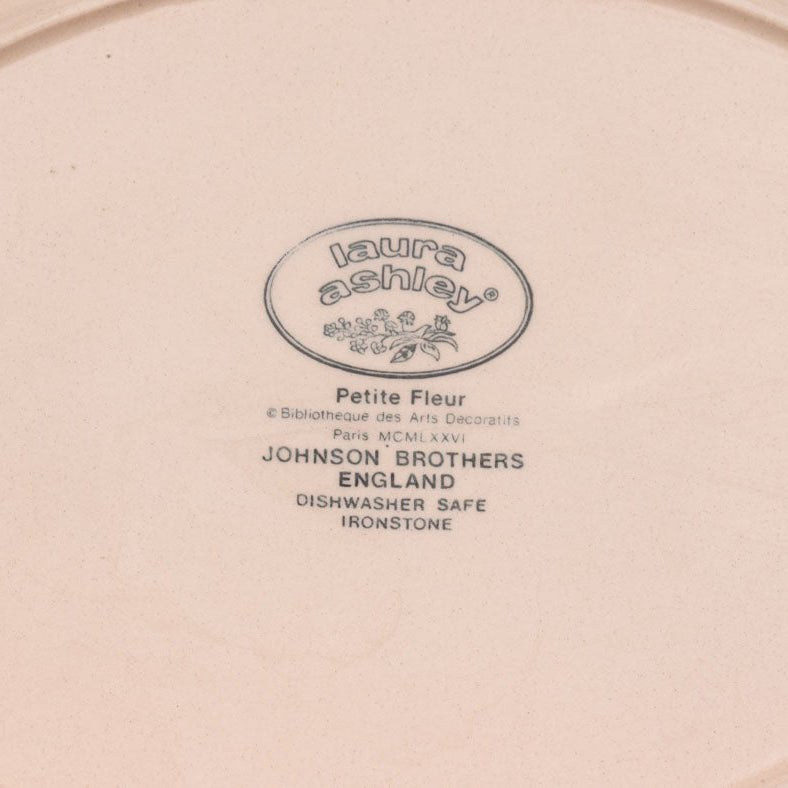 laura
ashley®
Petite Fleur
© Bibliotheque des Arts Decoratifs
Paris MCMLXXVI
JOHNSON BROTHERS
ENGLAND
DISHWASHER SAFE
IRONSTONE